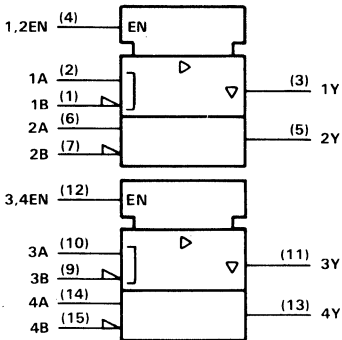 1,2EN (4) EN
1A (2)
1B (1)
2A (6)
2B (7)
(3) 1Y
(5) 2Y
3,4EN (12) EN
3A (10)
3B (9)
4A (14)
4B (15)
(11) 3Y
(13) 4Y